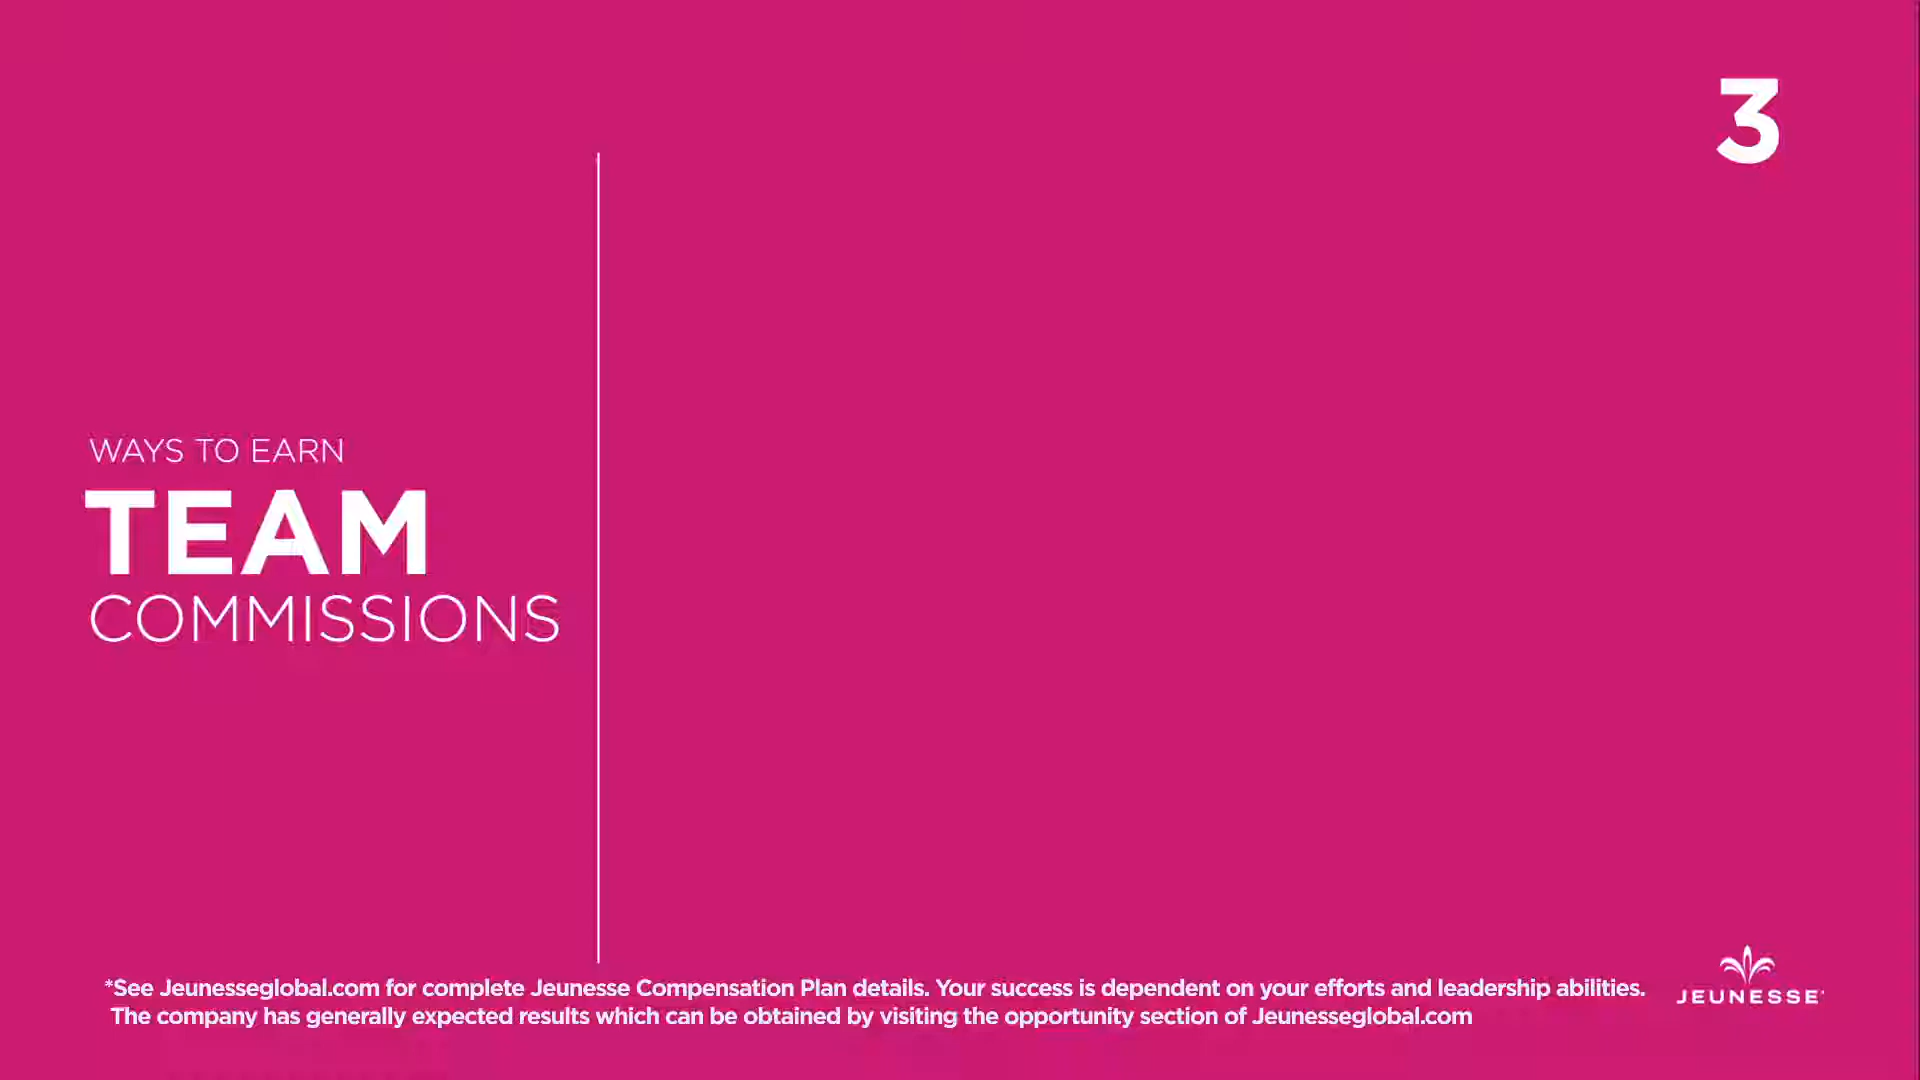 3
WAYS TO EARN
TEAM
COMMISSIONS
*See Jeunesseglobal.com for complete Jeunesse Compensation Plan details. Your success is dependent on your efforts and leadership abilities.
The company has generally expected results which can be obtained by visiting the opportunity section of Jeunesseglobal.com
JEUNESSE